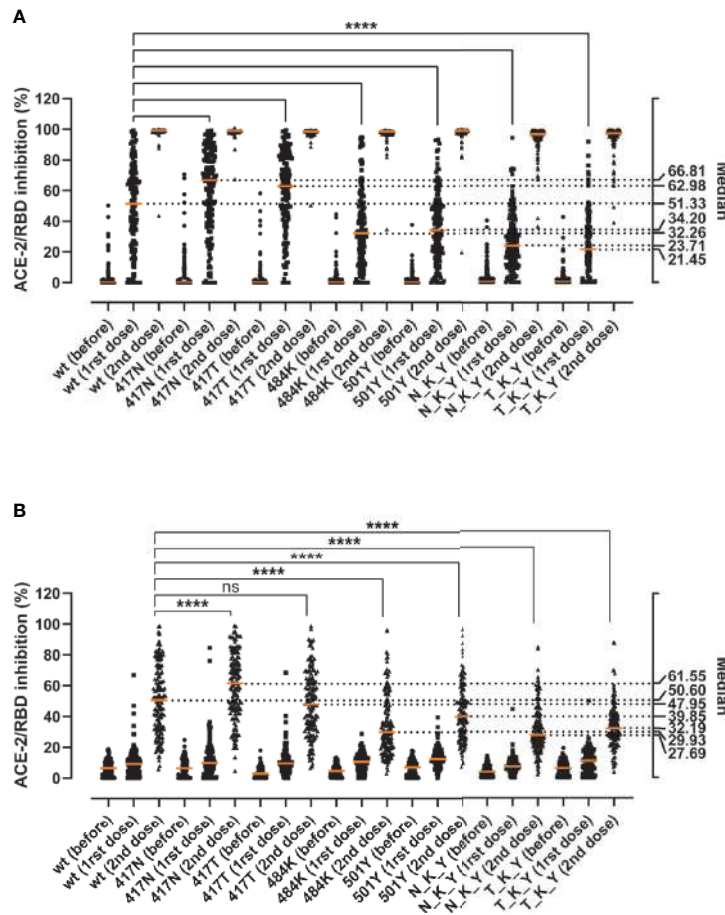 A
****
ACE-2/RBD inhibition (%)
120
100
80
60
40
20
0
66.81
62.98
51.33
34.20
32.26
23.71
21.45
Median
wt (before)
wt (1rst dose)
wt (2nd dose)
417N (before)
417N (1rst dose)
417N (2nd dose)
417T (before)
417T (1rst dose)
417T (2nd dose)
484K (before)
484K (1rst dose)
484K (2nd dose)
501Y (before)
501Y (1rst dose)
501Y (2nd dose)
N_K_Y (before)
N_K_Y (1rst dose)
N_K_Y (2nd dose)
T_K_Y (before)
T_K_Y (1rst dose)
T_K_Y (2nd dose)
B
****
****
****
****
ns
****
ACE-2/RBD inhibition (%)
120
100
80
60
40
20
0
61.55
50.60
47.95
39.85
32.19
29.93
27.69
Median
wt (before)
wt (1rst dose)
wt (2nd dose)
417N (before)
417N (1rst dose)
417N (2nd dose)
417T (before)
417T (1rst dose)
417T (2nd dose)
484K (before)
484K (1rst dose)
484K (2nd dose)
501Y (before)
501Y (1rst dose)
501Y (2nd dose)
N_K_Y (before)
N_K_Y (1rst dose)
N_K_Y (2nd dose)
T_K_Y (before)
T_K_Y (1rst dose)
T_K_Y (2nd dose)